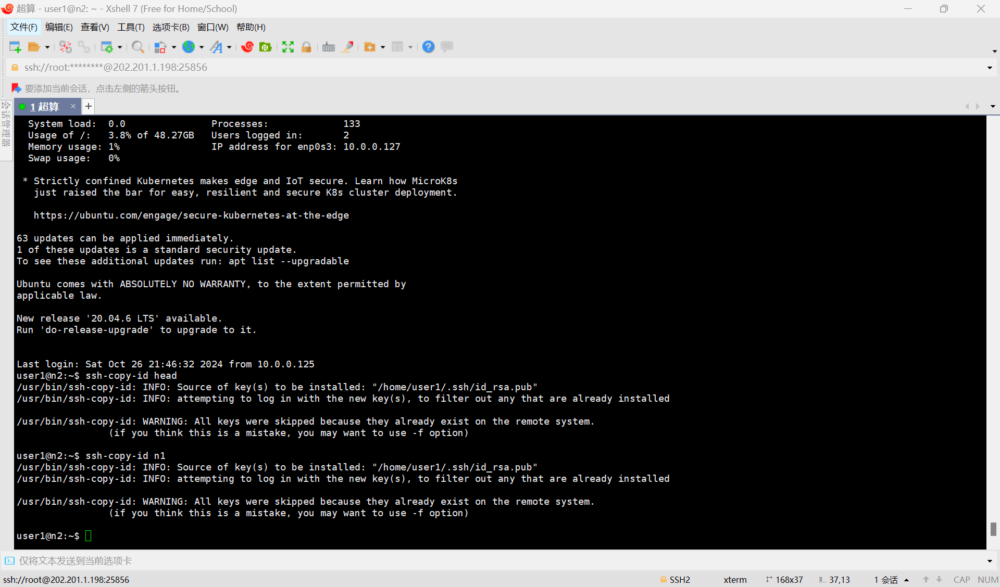 超算 - user1@n2: ~ - Xshell 7 (Free for Home/School)
文件(F) 编辑(E) 查看(V) 工具(T) 选项卡(B) 窗口(W) 帮助(H)
ssh://root:********@202.201.1.198:25856
要添加当前会话，点击左侧的箭头按钮。
会话管理器
1 超算 × +
System load: 0.0 Processes: 133
Usage of /: 3.8% of 48.27GB Users logged in: 2
Memory usage: 1% IP address for enp0s3: 10.0.0.127
Swap usage: 0%
* Strictly confined Kubernetes makes edge and IoT secure. Learn how MicroK8s
just raised the bar for easy, resilient and secure K8s cluster deployment.
https://ubuntu.com/engage/secure-kubernetes-at-the-edge
63 updates can be applied immediately.
1 of these updates is a standard security update.
To see these additional updates run: apt list --upgradable
Ubuntu comes with ABSOLUTELY NO WARRANTY, to the extent permitted by
applicable law.
New release '20.04.6 LTS' available.
Run 'do-release-upgrade' to upgrade to it.
Last login: Sat Oct 26 21:46:32 2024 from 10.0.0.125
user1@n2:~$ ssh-copy-id head
/usr/bin/ssh-copy-id: INFO: Source of key(s) to be installed: "/home/user1/.ssh/id_rsa.pub"
/usr/bin/ssh-copy-id: INFO: attempting to log in with the new key(s), to filter out any that are already installed
/usr/bin/ssh-copy-id: WARNING: All keys were skipped because they already exist on the remote system.
(if you think this is a mistake, you may want to use -f option)
user1@n2:~$ ssh-copy-id n1
/usr/bin/ssh-copy-id: INFO: Source of key(s) to be installed: "/home/user1/.ssh/id_rsa.pub"
/usr/bin/ssh-copy-id: INFO: attempting to log in with the new key(s), to filter out any that are already installed
/usr/bin/ssh-copy-id: WARNING: All keys were skipped because they already exist on the remote system.
(if you think this is a mistake, you may want to use -f option)
user1@n2:~$
仅将文本发送到当前选项卡
ssh://root@202.201.1.198:25856 SSH2 xterm 168x37 37,13 1 会话 CAP NUM